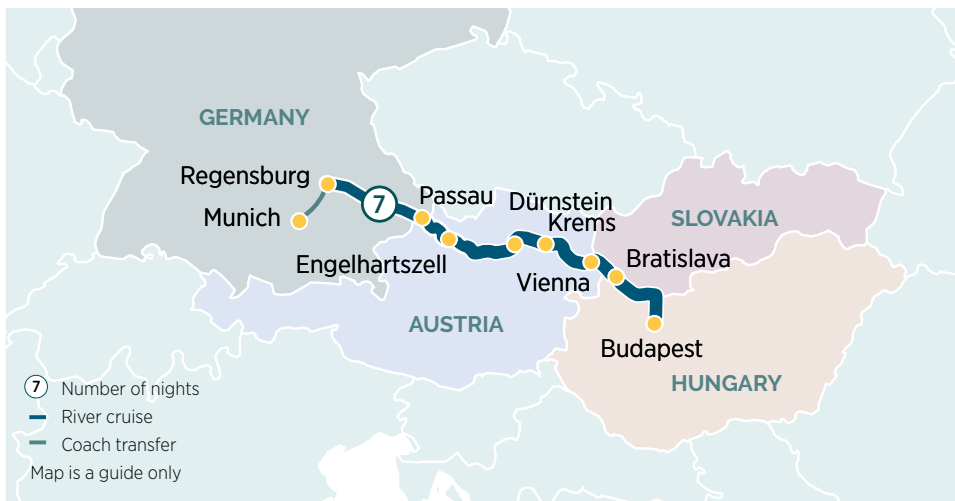 GERMANY
Regensburg
Munich
7
Passau
Engelhartszell
Dürnstein
Krems
Vienna
SLOVAKIA
Bratislava
AUSTRIA
Budapest
HUNGARY
7 Number of nights
River cruise
Coach transfer
Map is a guide only